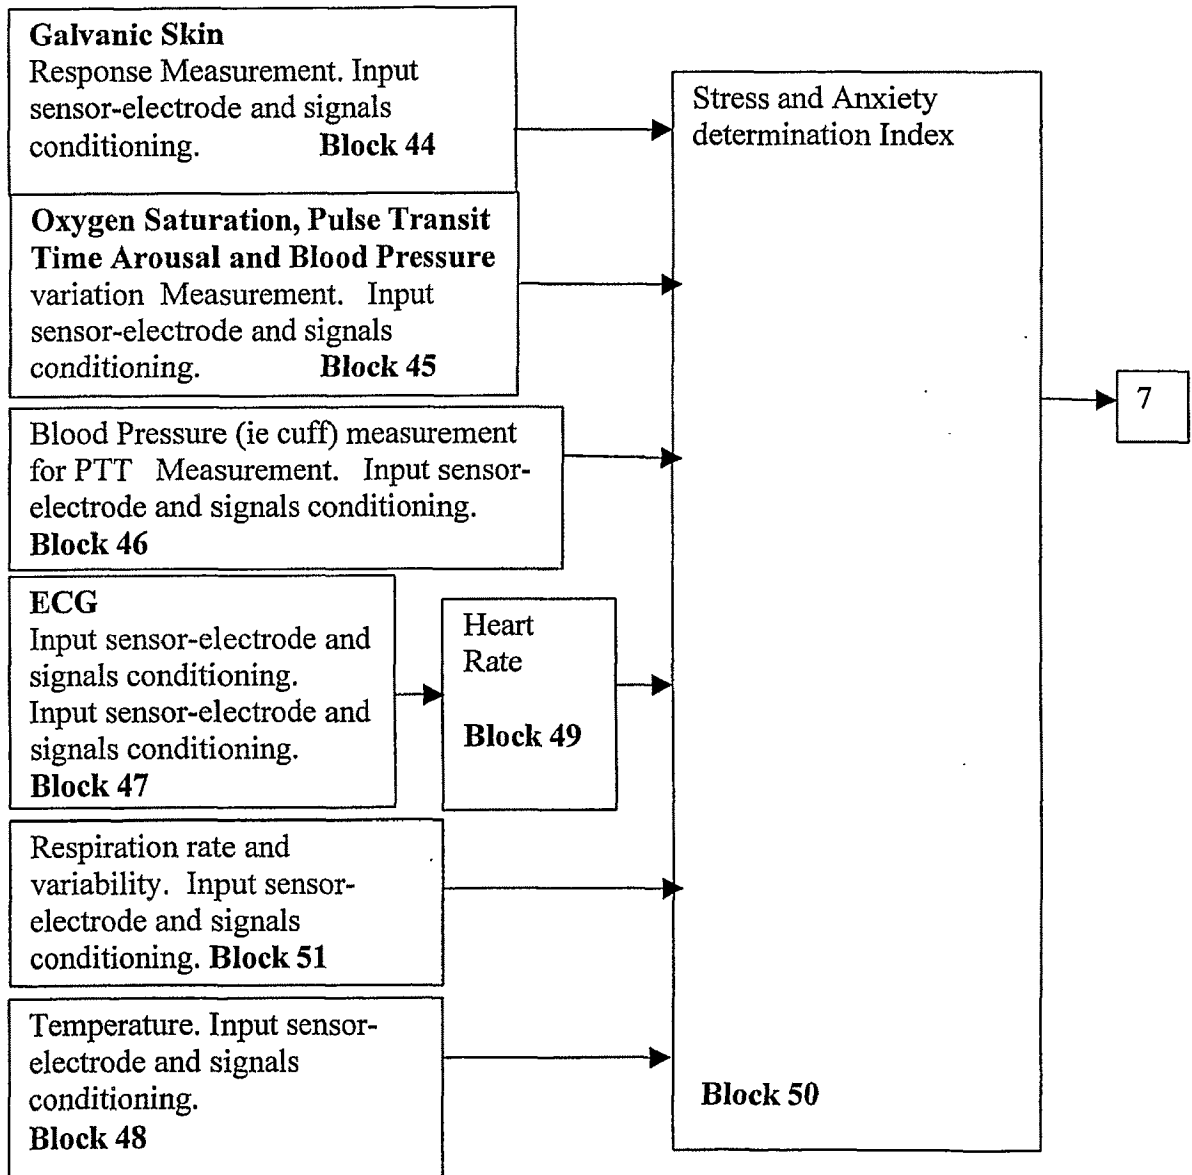 Galvanic Skin
Response Measurement. Input
sensor-electrode and signals
conditioning. Block 44
Oxygen Saturation, Pulse Transit
Time Arousal and Blood Pressure
variation Measurement. Input
sensor-electrode and signals
conditioning. Block 45
Blood Pressure (ie cuff) measurement
for PTT Measurement. Input sensor-
electrode and signals conditioning.
Block 46
ECG
Input sensor-electrode and
signals conditioning.
Input sensor-electrode and
signals conditioning.
Block 47
Heart
Rate
Block 49
Respiration rate and
variability. Input sensor-
electrode and signals
conditioning. Block 51
Temperature. Input sensor-
electrode and signals
conditioning.
Block 48
Stress and Anxiety
determination Index
Block 50
7